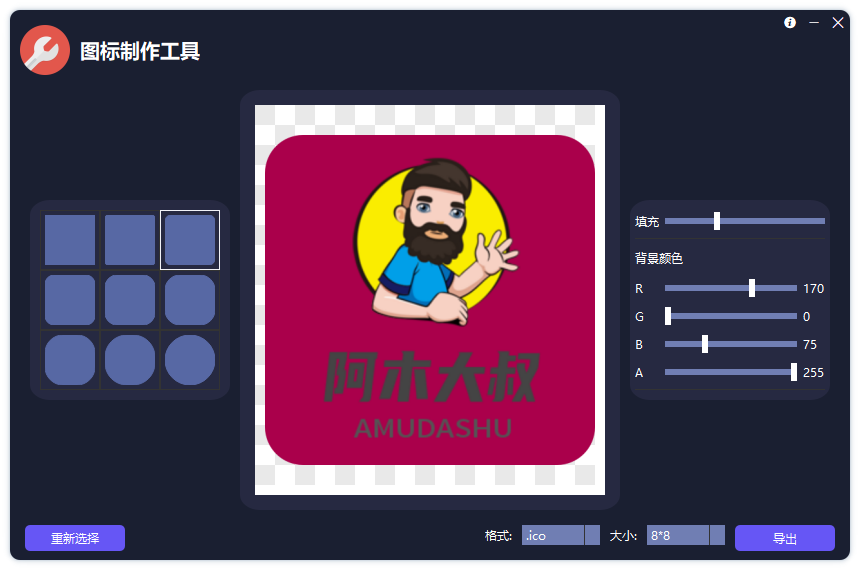 图标制作工具
阿木大叔
AMUDASHU
填充
背景颜色
R 170
G 0
B 75
A 255
重新选择
格式: .ico 大小: 8*8 导出